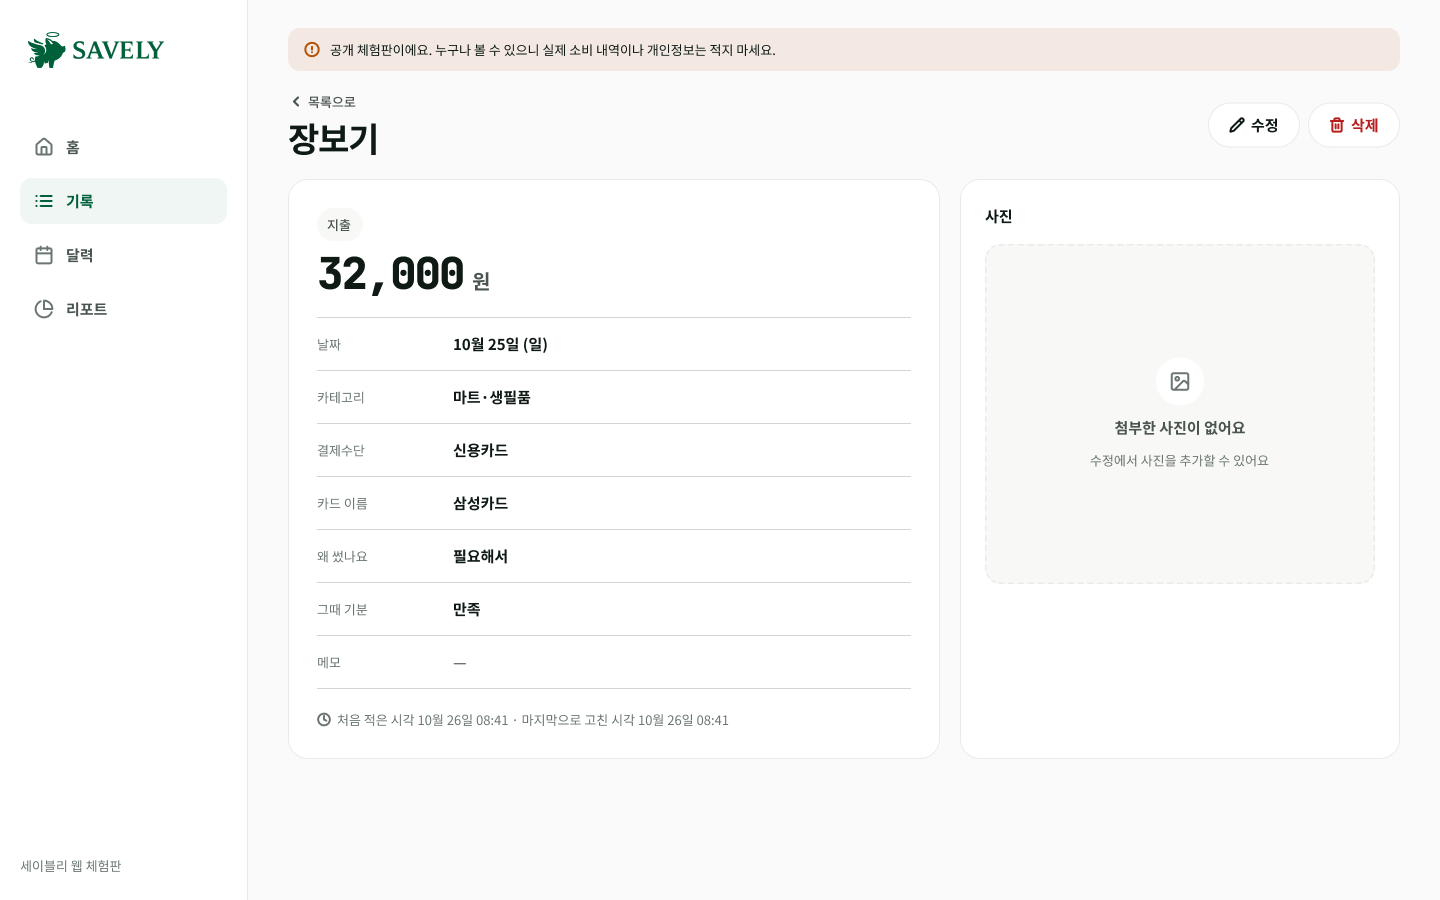 SAVELY
홈
기록
달력
리포트
세이블리 웹 체험판
공개 체험판이에요. 누구나 볼 수 있으니 실제 소비 내역이나 개인정보는 적지 마세요.
목록으로
장보기
수정
삭제
지출
32,000 원
날짜 10월 25일 (일)
카테고리 마트·생필품
결제수단 신용카드
카드 이름 삼성카드
왜 썼나요 필요해서
그때 기분 만족
메모 —
처음 적은 시각 10월 26일 08:41 · 마지막으로 고친 시각 10월 26일 08:41
사진
첨부한 사진이 없어요
수정에서 사진을 추가할 수 있어요